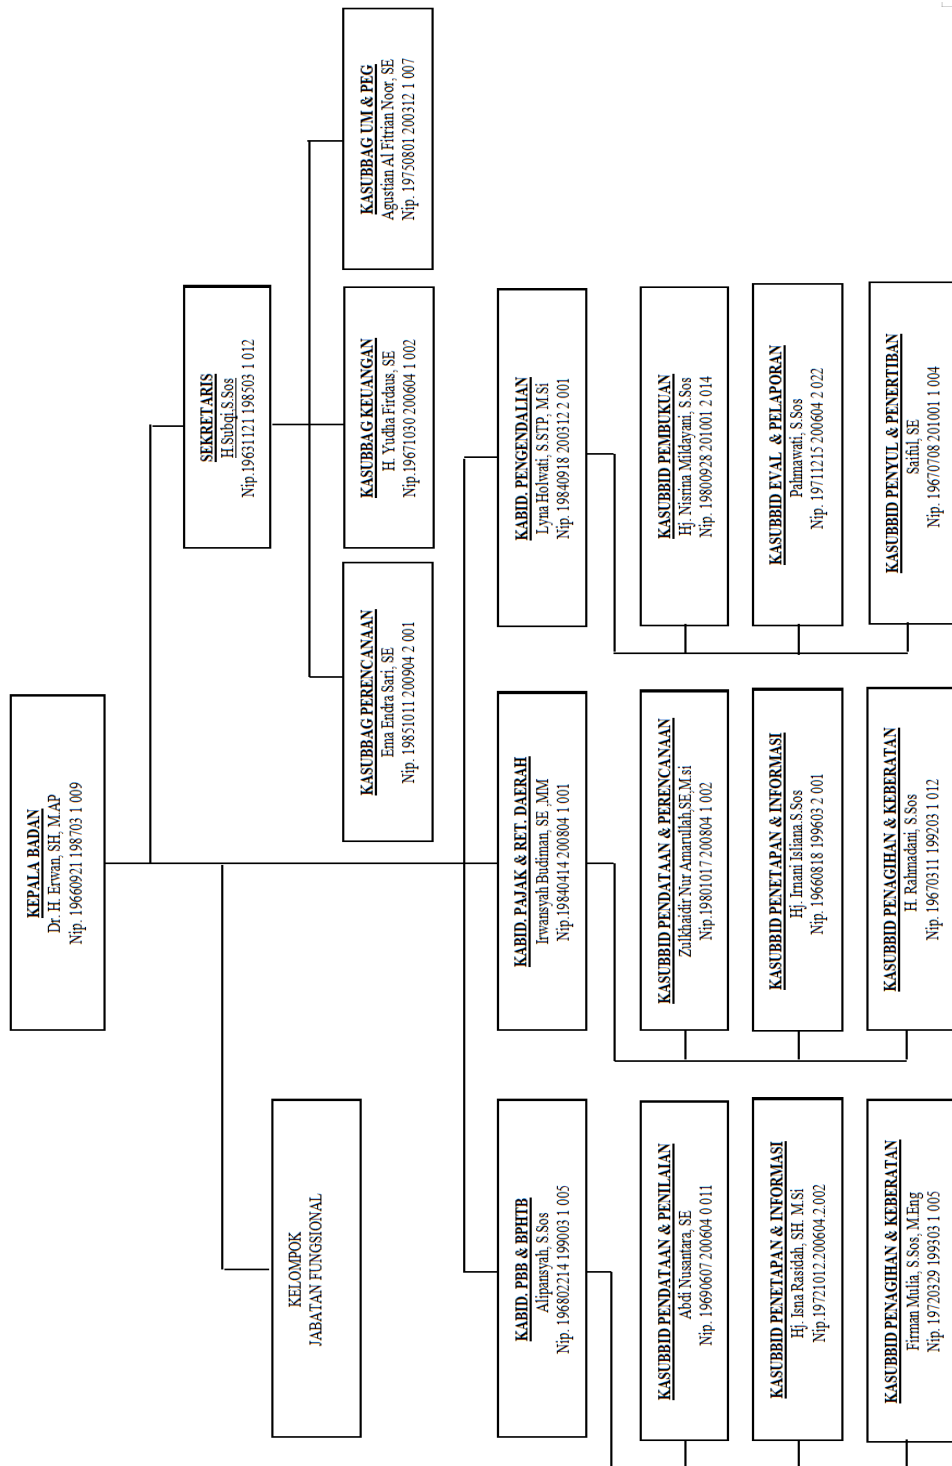 KEPALA BADAN
Dr. H. Erwan, SH, M.AP
Nip. 19660921 198703 1 009
SEKRETARIS
H.Subqi.S.Sos
Nip.19631121 198503 1 012
KELOMPOK
JABATAN FUNGSIONAL
KASUBBAG PERENCANAAN
Ema Endra Sari, SE
Nip. 19851011 200904 2 001
KASUBBAG KEUANGAN
H. Yudha Firdaus, SE
Nip.19671030 200604 1 002
KASUBBAG UM & PEG
Agustian Al Fitrian Noor, SE
Nip. 19750801 200312 1 007
KABID. PBB & BPHTB
Alipansyah, S.Sos
Nip. 196802214 199003 1 005
KABID. PAJAK & RET. DAERAH
Irwansyah Budiman, SE ,MM
Nip.19840414 200804 1 001
KABID. PENGENDALIAN
Lyna Holwati, S.STP, M.Si
Nip. 19840918 200312 2 001
KASUBBID PENDATAAN & PENILAIAN
Abdi Nusantara, SE
Nip. 19690607 200604 0 011
KASUBBID PENDATAAN & PERENCANAAN
Zulkhaidir Nur Amarullah,SE,M.si
Nip.19801017 200804 1 002
KASUBBID PEMBUKUAN
Hj. Nisrina Mildayani, S.Sos
Nip. 19800928 201001 2 014
KASUBBID PENETAPAN & INFORMASI
Hj. Isna Rasidah, SH. M.Si
Nip.19721012.200604.2.002
KASUBBID PENETAPAN & INFORMASI
Hj. Irnani Isliana.S.Sos
Nip. 19660818 199603 2 001
KASUBBID EVAL & PELAPORAN
Pahmawati, S.Sos
Nip. 19711215 200604 2 022
KASUBBID PENAGIHAN & KEBERATAN
Firman Mulia, S.Sos, M.Eng
Nip. 19720329 199303 1 005
KASUBBID PENAGIHAN & KEBERATAN
H. Rahmadani, S.Sos
Nip. 19670311 199203 1 012
KASUBBID PENYUL & PENERTIBAN
Saiful, SE
Nip. 19670708 201001 1 004